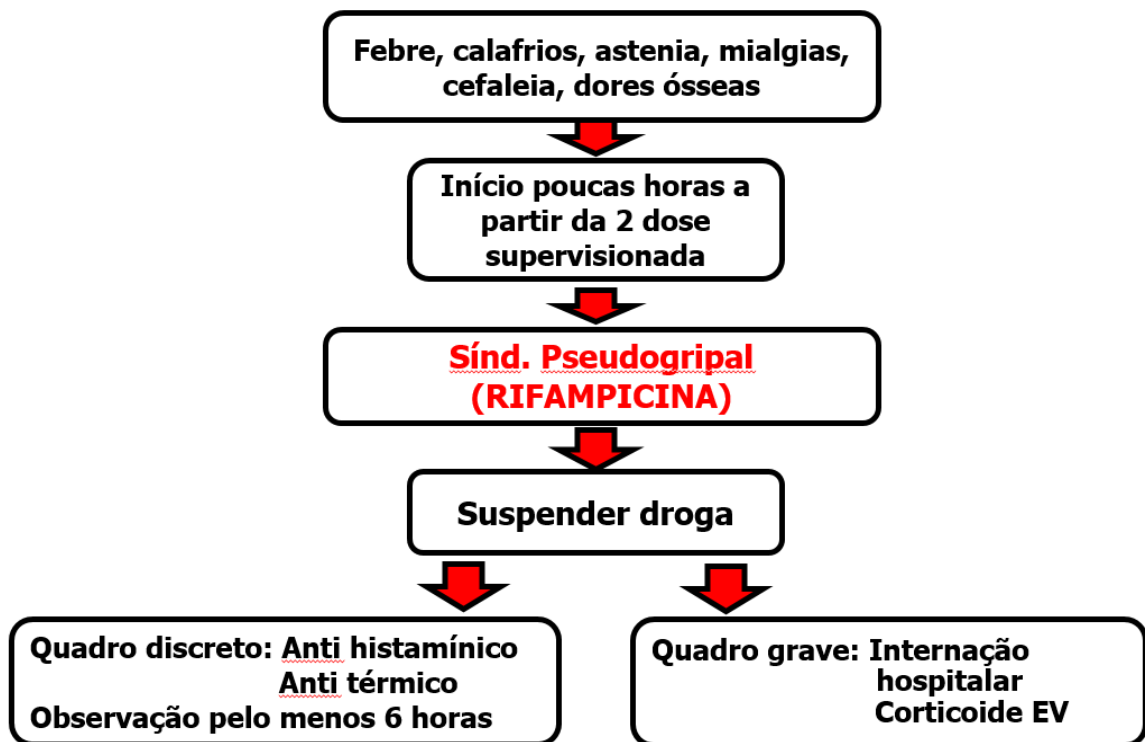 Febre, calafrios, astenia, mialgias,
cefaleia, dores ósseas
Início poucas horas a
partir da 2 dose
supervisionada
Sínd. Pseudogripal
(RIFAMPICINA)
Suspender droga
Quadro discreto: Anti histamínico
Anti térmico
Observação pelo menos 6 horas
Quadro grave: Internação
hospitalar
Corticoide EV